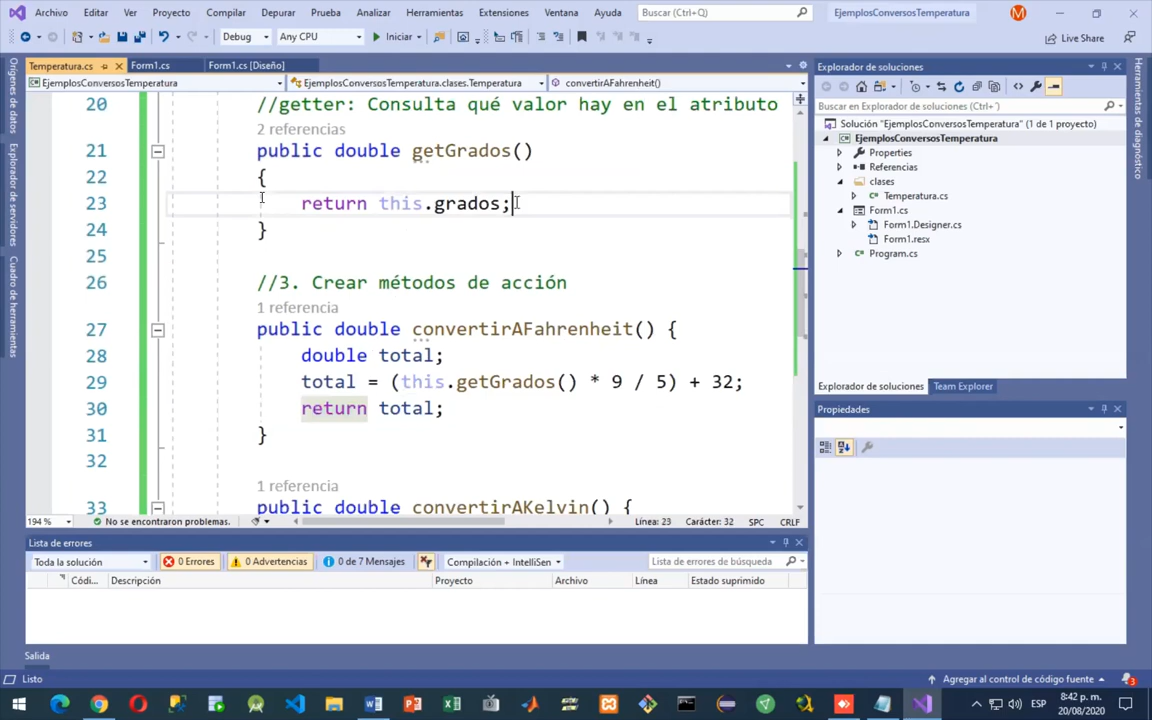 Archivo Editar Ver Proyecto Compilar Depurar Prueba Analizar Herramientas Extensiones Ventana Ayuda Buscar (Ctrl+Q) EjemplosConversosTemperatura M
Debug Any CPU Iniciar Live Share
Temperatura.cs Form1.cs Form1.cs [Diseño]
EjemplosConversosTemperatura EjemplosConversosTemperatura.clases.Temperatura convertirAFahrenheit()
Orígenes de datos
Explorador de servidores
Cuadro de herramientas
20 //getter: Consulta qué valor hay en el atributo
2 referencias
21 public double getGrados()
22 {
23 return this.grados;
24 }
25
26 //3. Crear métodos de acción
1 referencia
27 public double convertirAFahrenheit() {
28 double total;
29 total = (this.getGrados() * 9 / 5) + 32;
30 return total;
31 }
32
1 referencia
33 public double convertirAKelvin() {
194 % No se encontraron problemas. Línea: 23 Carácter: 32 SPC CRLF
Lista de errores
Toda la solución 0 Errores 0 Advertencias 0 de 7 Mensajes Compilación + IntelliSen Lista de errores de búsqueda
Códi... Descripción Proyecto Archivo Línea Estado suprimido
Salida
Explorador de soluciones
Buscar en Explorador de soluciones (Ctrl+
Solución "EjemplosConversosTemperatura" (1 de 1 proyecto)
EjemplosConversosTemperatura
Properties
Referencias
clases
Temperatura.cs
Form1.cs
Form1.Designer.cs
Form1.resx
Program.cs
Explorador de soluciones Team Explorer
Propiedades
Herramientas de diagnóstico
Listo Agregar al control de código fuente 3
ESP 8:42 p. m.
20/08/2020